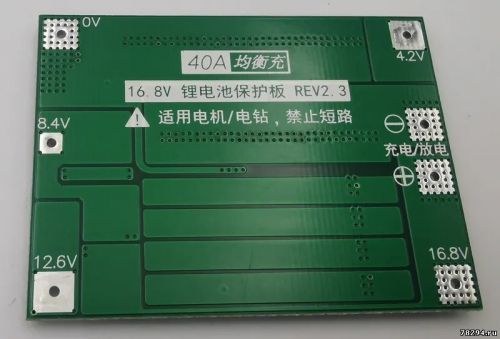 0V
4.2V
40A 均衡充
16.8V 锂电池保护板 REV2.3
! 适用电机/电钻，禁止短路
8.4V
⊖
充电/放电
⊕
12.6V
16.8V
78294.ru